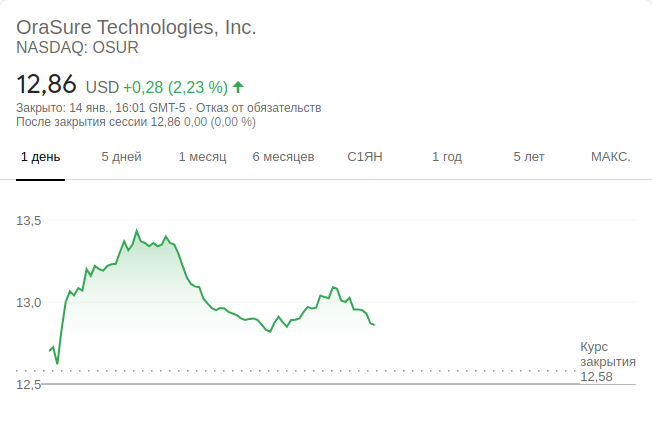 OraSure Technologies, Inc.
NASDAQ: OSUR
12,86 USD +0,28 (2,23 %)
Закрыто: 14 янв., 16:01 GMT-5 · Отказ от обязательств
После закрытия сессии 12,86 0,00 (0,00 %)
1 день 5 дней 1 месяц 6 месяцев С1ЯН 1 год 5 лет МАКС.
13,5
13,0
Курс
закрытия
12,58
12,5